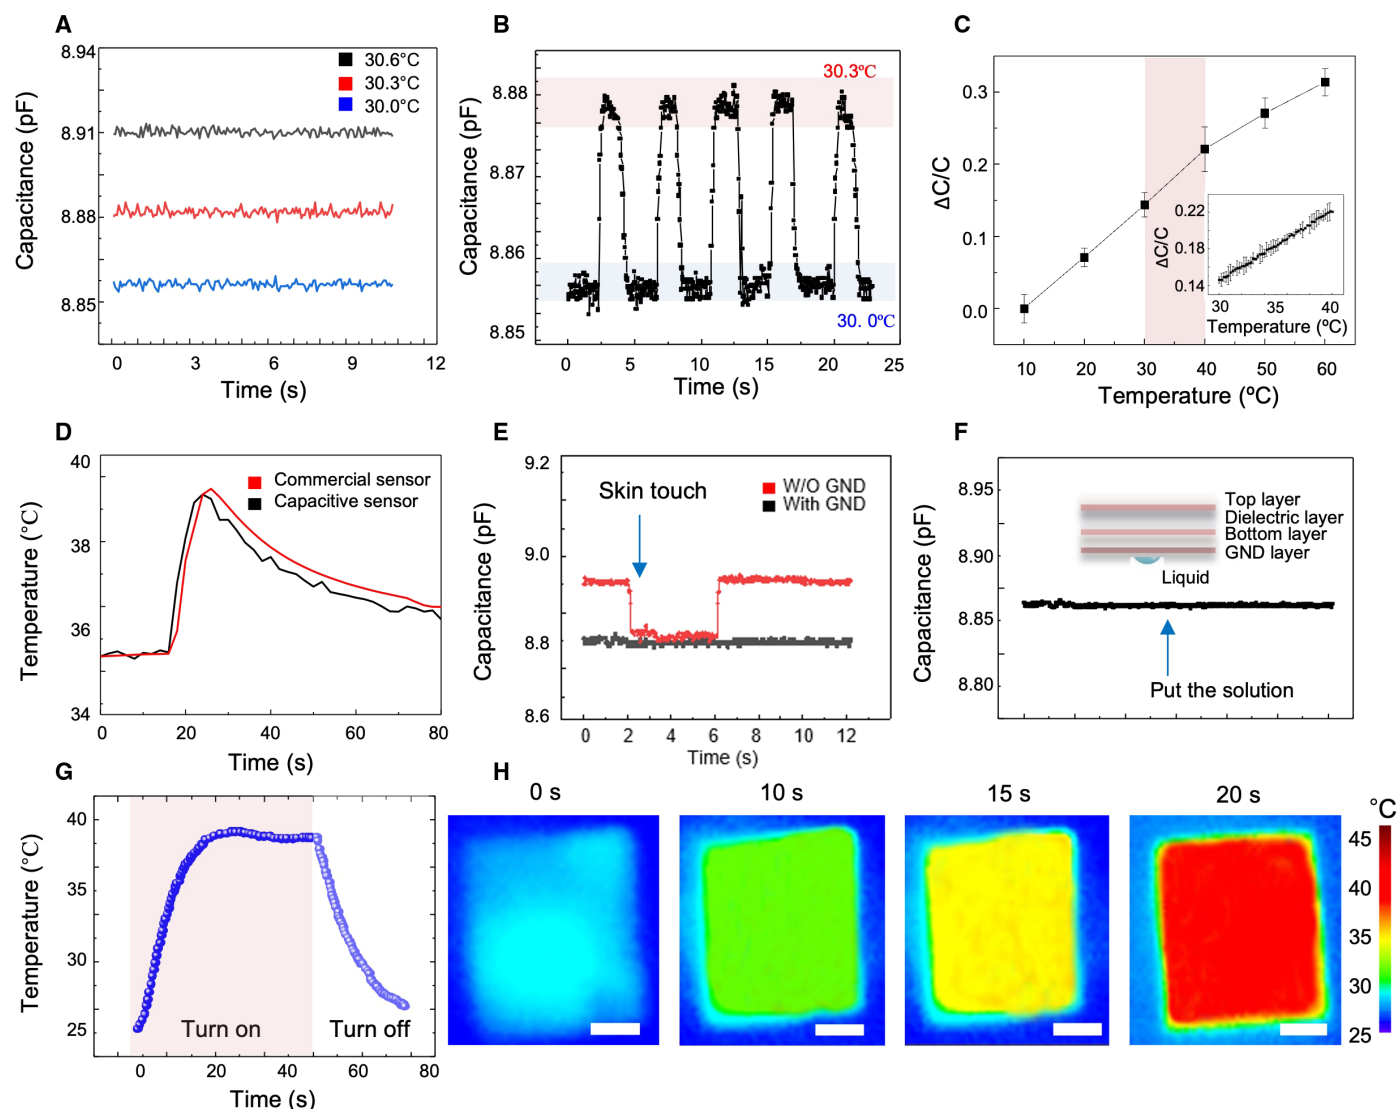 A
8.94
8.91
8.88
8.85
Capacitance (pF)
30.6°C
30.3°C
30.0°C
0 3 6 9 12
Time (s)
B
8.88
8.87
8.86
8.85
Capacitance (pF)
30.3℃
30. 0℃
0 5 10 15 20 25
Time (s)
C
0.3
0.2
0.1
0.0
ΔC/C
0.22
0.18
0.14
ΔC/C
30 35 40
Temperature (ºC)
10 20 30 40 50 60
Temperature (ºC)
D
40
38
36
34
Temperature (°C)
Commercial sensor
Capacitive sensor
0 20 40 60 80
Time (s)
E
9.2
9.0
8.8
8.6
Capacitance (pF)
Skin touch
W/O GND
With GND
0 2 4 6 8 10 12
Time (s)
F
8.95
8.90
8.85
8.80
Capacitance (pF)
Top layer
Dielectric layer
Bottom layer
GND layer
Liquid
Put the solution
G
40
35
30
25
Temperature (°C)
Turn on
Turn off
0 20 40 60 80
Time (s)
H
0 s
10 s
15 s
20 s
°C
45
40
35
30
25